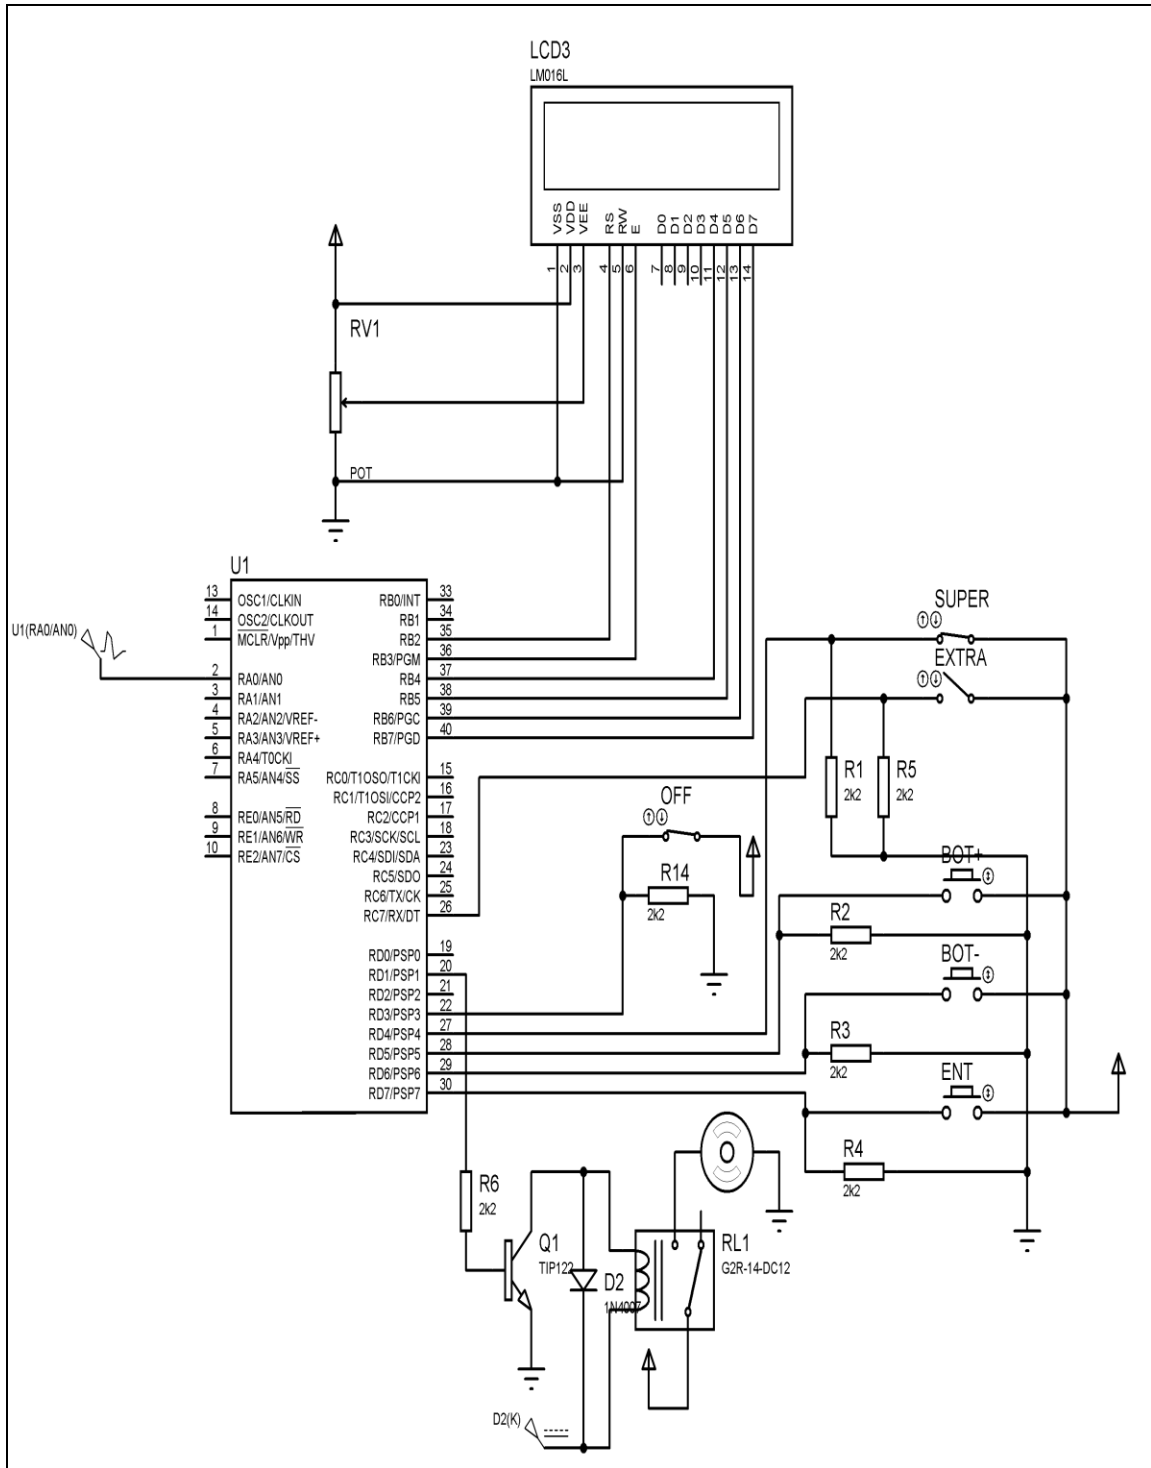 LCD3
LM016L
VSS
VDD
VEE
RS
RW
E
D0
D1
D2
D3
D4
D5
D6
D7
1
2
3
4
5
6
7
8
9
10
11
12
13
14
RV1
POT
U1
U1(RA0/AN0)
13 OSC1/CLKIN RB0/INT 33
14 OSC2/CLKOUT RB1 34
1 MCLR/Vpp/THV RB2 35
RB3/PGM 36
2 RA0/AN0 RB4 37
3 RA1/AN1 RB5 38
4 RA2/AN2/VREF- RB6/PGC 39
5 RA3/AN3/VREF+ RB7/PGD 40
6 RA4/T0CKI
7 RA5/AN4/SS RC0/T1OSO/T1CKI 15
RC1/T1OSI/CCP2 16
8 RE0/AN5/RD RC2/CCP1 17
9 RE1/AN6/WR RC3/SCK/SCL 18
10 RE2/AN7/CS RC4/SDI/SDA 23
RC5/SDO 24
RC6/TX/CK 25
RC7/RX/DT 26
RD0/PSP0 19
RD1/PSP1 20
RD2/PSP2 21
RD3/PSP3 22
RD4/PSP4 27
RD5/PSP5 28
RD6/PSP6 29
RD7/PSP7 30
SUPER
EXTRA
R1
2k2
R5
2k2
OFF
R14
2k2
BOT+
R2
2k2
BOT-
R3
2k2
ENT
R4
2k2
R6
2k2
Q1
TIP122
D2
1N4007
RL1
G2R-14-DC12
D2(K)